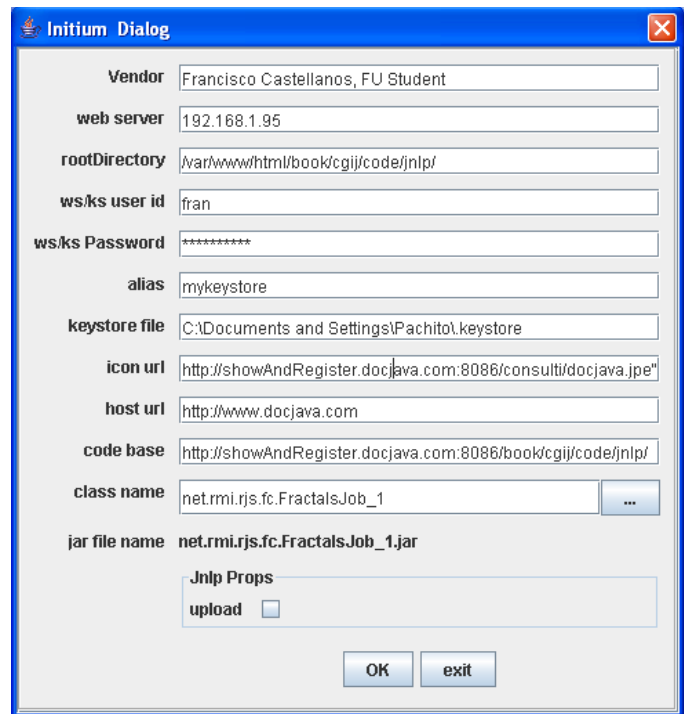 Initium Dialog
Vendor Francisco Castellanos, FU Student
web server 192.168.1.95
rootDirectory /var/www/html/book/cgij/code/jnlp/
ws/ks user id fran
ws/ks Password **********
alias mykeystore
keystore file C:\Documents and Settings\Pachito\.keystore
icon url http://showAndRegister.docjava.com:8086/consulti/docjava.jpe"
host url http://www.docjava.com
code base http://showAndRegister.docjava.com:8086/book/cgij/code/jnlp/
class name net.rmi.rjs.fc.FractalsJob_1 ...
jar file name net.rmi.rjs.fc.FractalsJob_1.jar
Jnlp Props
upload
OK exit